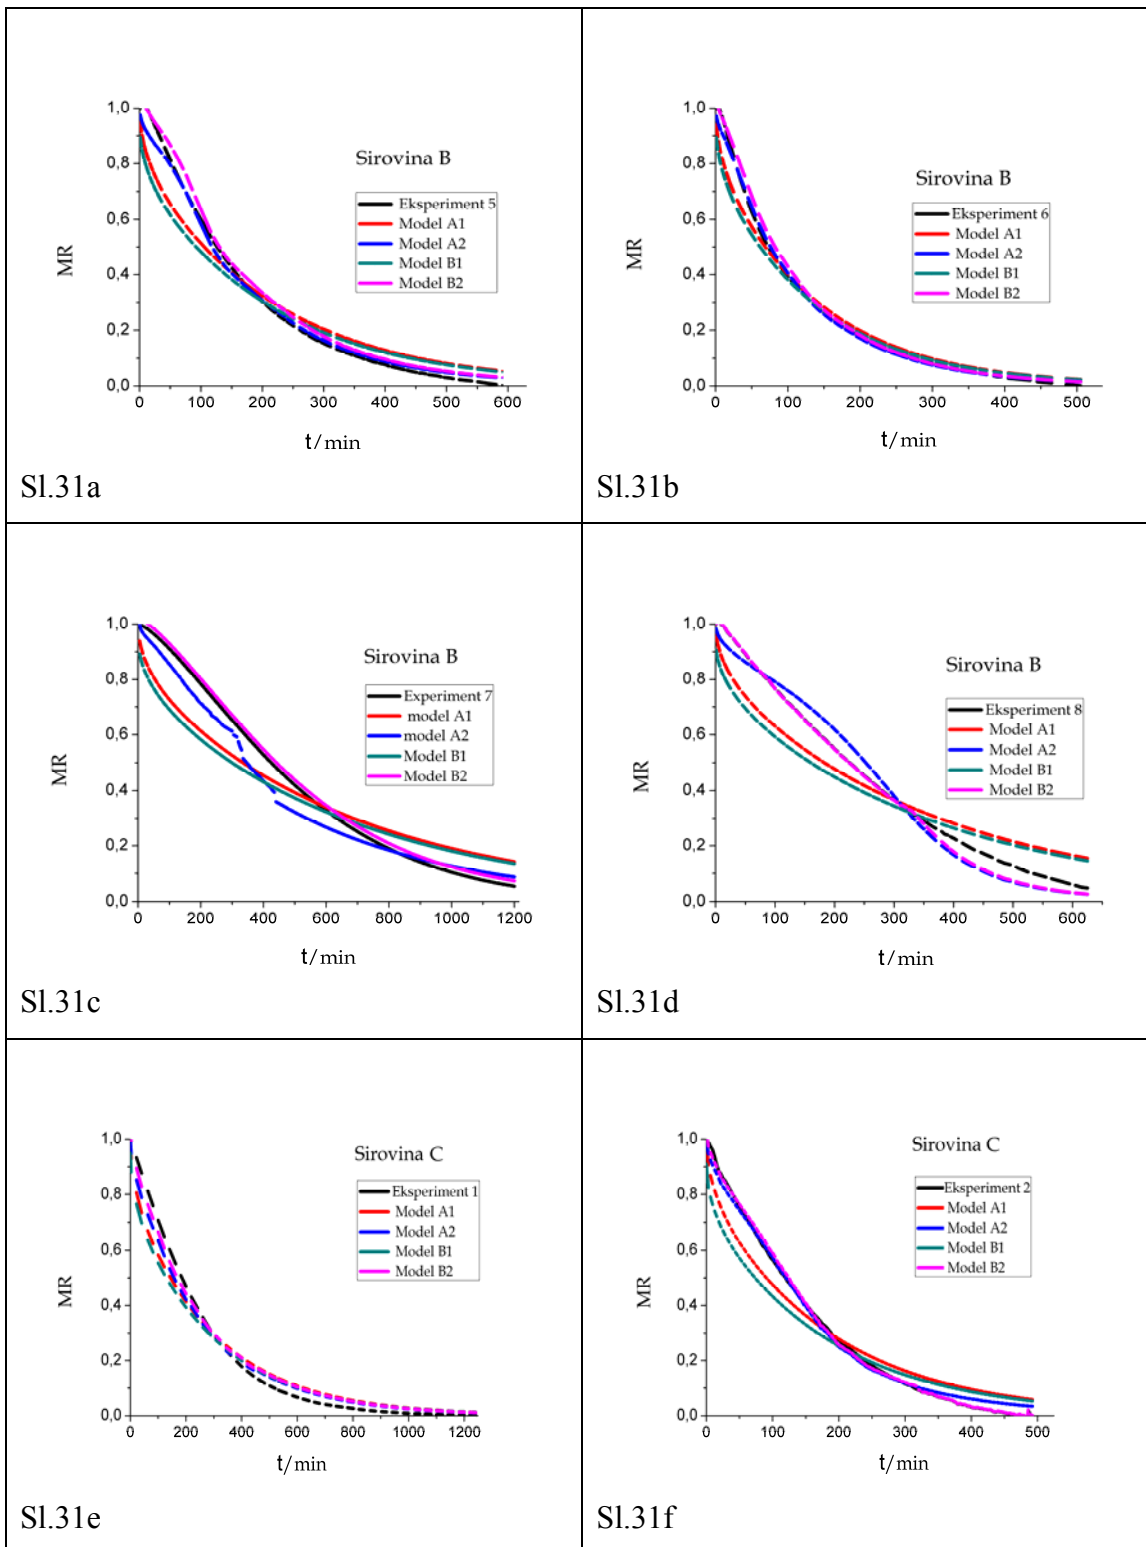 1,0
0,8
0,6
0,4
0,2
0,0
MR
Sirovina B
Eksperiment 5
Model A1
Model A2
Model B1
Model B2
0 100 200 300 400 500 600
t/min
Sl.31a
1,0
0,8
0,6
0,4
0,2
0,0
MR
Sirovina B
Eksperiment 6
Model A1
Model A2
Model B1
Model B2
0 100 200 300 400 500
t/min
Sl.31b
1,0
0,8
0,6
0,4
0,2
0,0
MR
Sirovina B
Experiment 7
model A1
model A2
Model B1
Model B2
0 200 400 600 800 1000 1200
t/min
Sl.31c
1,0
0,8
0,6
0,4
0,2
0,0
MR
Sirovina B
Eksperiment 8
Model A1
Model A2
Model B1
Model B2
0 100 200 300 400 500 600
t/min
Sl.31d
1,0
0,8
0,6
0,4
0,2
0,0
MR
Sirovina C
Eksperiment 1
Model A1
Model A2
Model B1
Model B2
0 200 400 600 800 1000 1200
t/min
Sl.31e
1,0
0,8
0,6
0,4
0,2
0,0
MR
Sirovina C
Eksperiment 2
Model A1
Model A2
Model B1
Model B2
0 100 200 300 400 500
t/min
Sl.31f